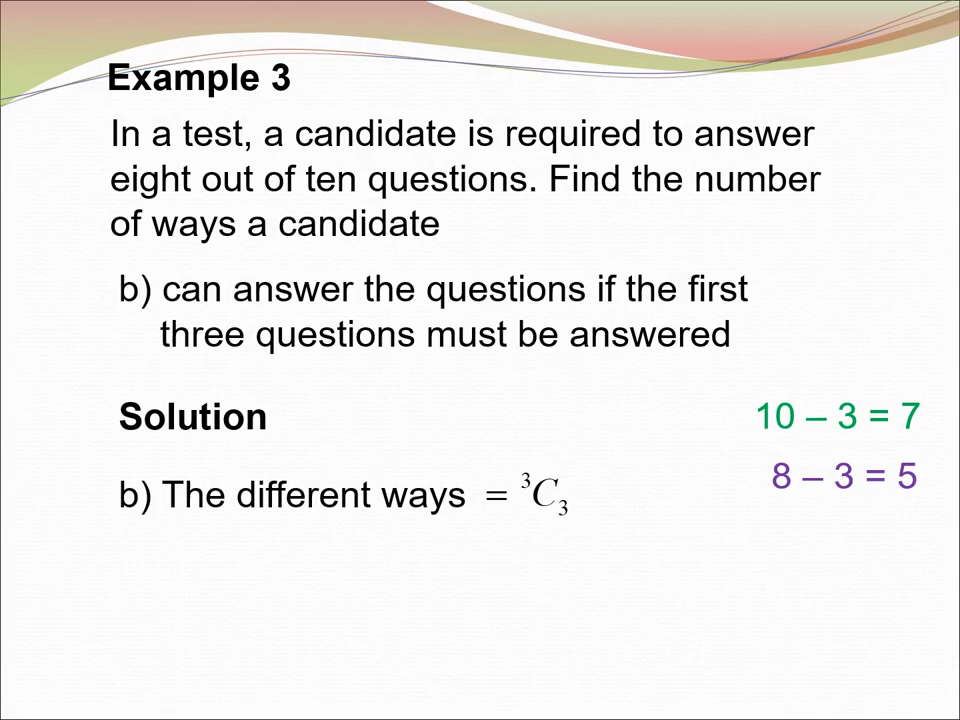 Example 3
In a test, a candidate is required to answer
eight out of ten questions. Find the number
of ways a candidate
b) can answer the questions if the first
three questions must be answered
Solution
10 – 3 = 7
8 – 3 = 5
b) The different ways = ³C₃